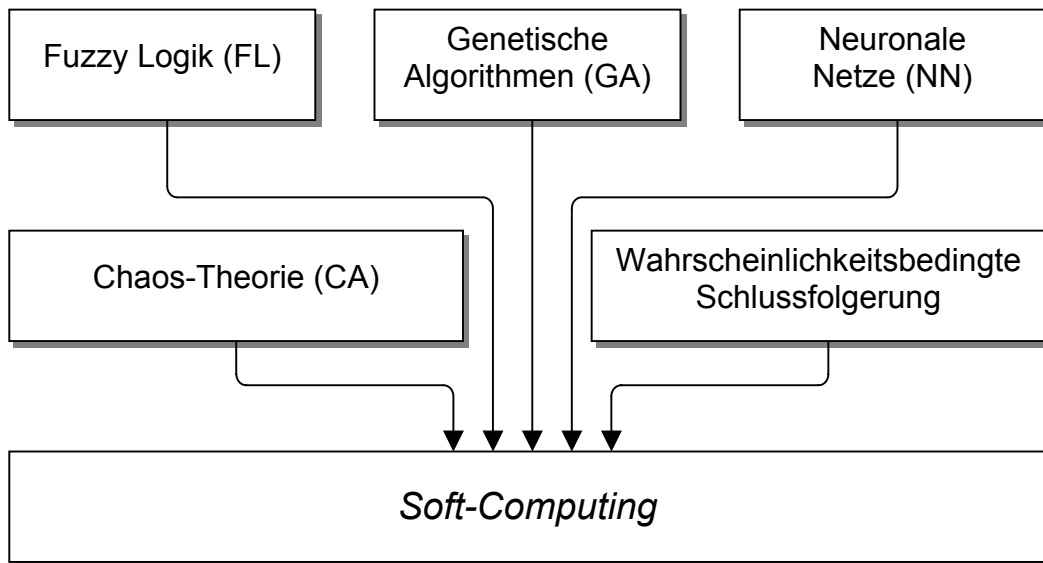 Fuzzy Logik (FL)
Genetische
Algorithmen (GA)
Neuronale
Netze (NN)
Chaos-Theorie (CA)
Wahrscheinlichkeitsbedingte
Schlussfolgerung
Soft-Computing